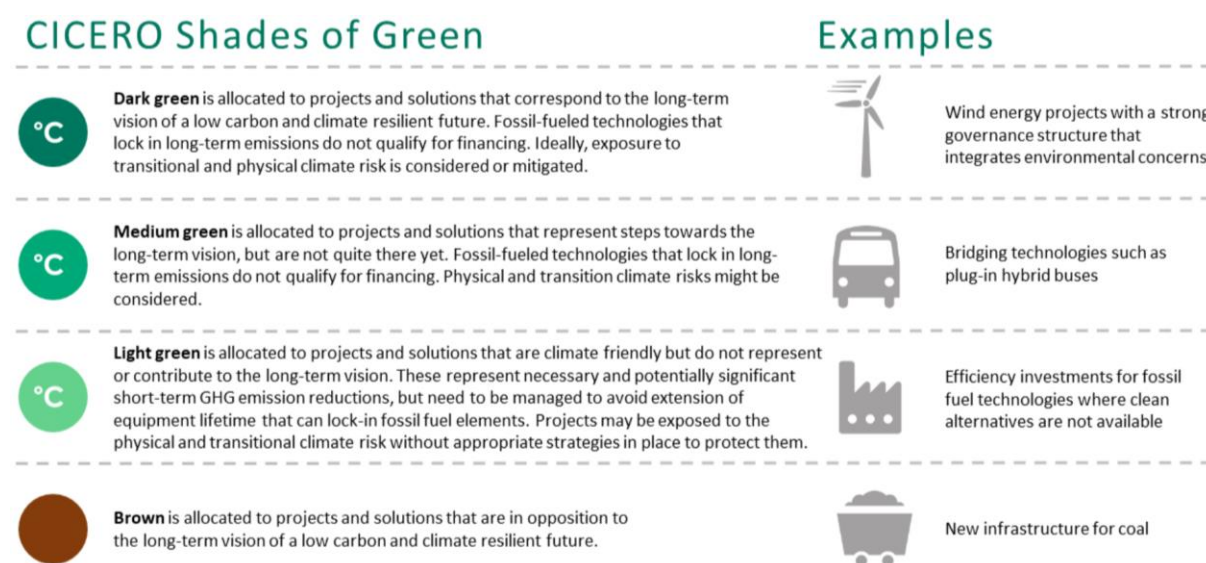 CICERO Shades of Green
Examples
°C
Dark green is allocated to projects and solutions that correspond to the long-term
vision of a low carbon and climate resilient future. Fossil-fueled technologies that
lock in long-term emissions do not qualify for financing. Ideally, exposure to
transitional and physical climate risk is considered or mitigated.
Wind energy projects with a strong
governance structure that
integrates environmental concerns
°C
Medium green is allocated to projects and solutions that represent steps towards the
long-term vision, but are not quite there yet. Fossil-fueled technologies that lock in long-
term emissions do not qualify for financing. Physical and transition climate risks might be
considered.
Bridging technologies such as
plug-in hybrid buses
°C
Light green is allocated to projects and solutions that are climate friendly but do not represent
or contribute to the long-term vision. These represent necessary and potentially significant
short-term GHG emission reductions, but need to be managed to avoid extension of
equipment lifetime that can lock-in fossil fuel elements. Projects may be exposed to the
physical and transitional climate risk without appropriate strategies in place to protect them.
Efficiency investments for fossil
fuel technologies where clean
alternatives are not available
Brown is allocated to projects and solutions that are in opposition to
the long-term vision of a low carbon and climate resilient future.
New infrastructure for coal